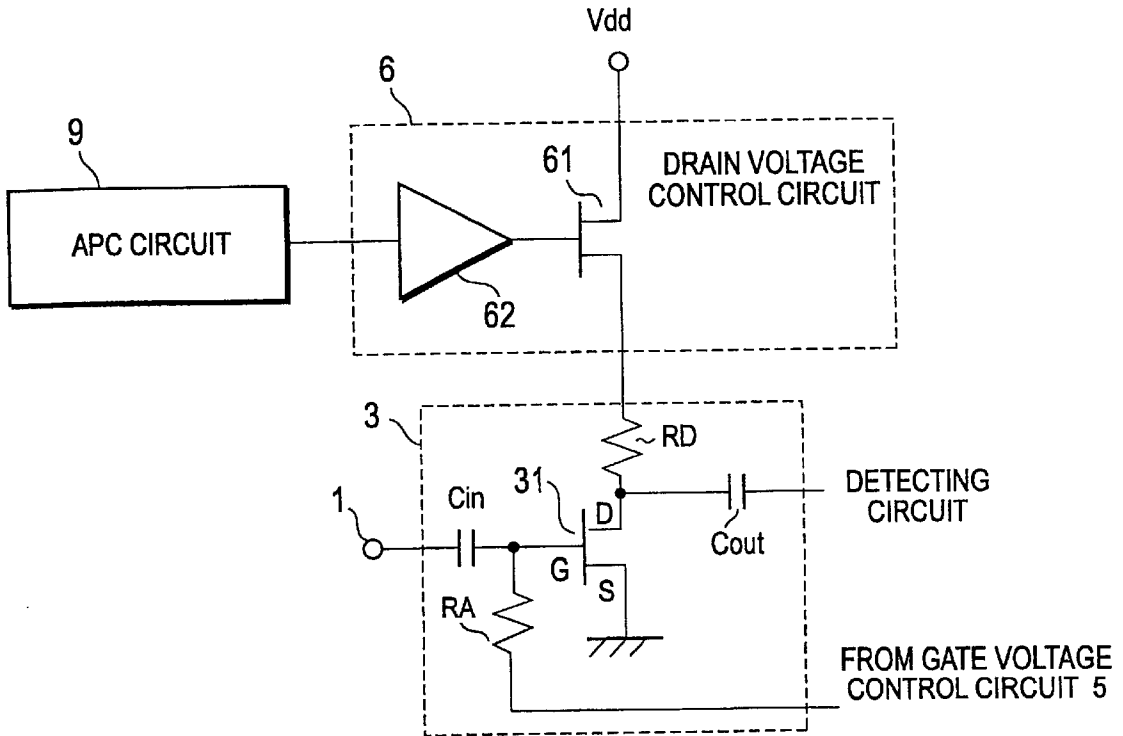 Vdd
6
9
61
DRAIN VOLTAGE
CONTROL CIRCUIT
APC CIRCUIT
62
3
RD
31
1
Cin
D
DETECTING
CIRCUIT
Cout
G
S
RA
FROM GATE VOLTAGE
CONTROL CIRCUIT 5